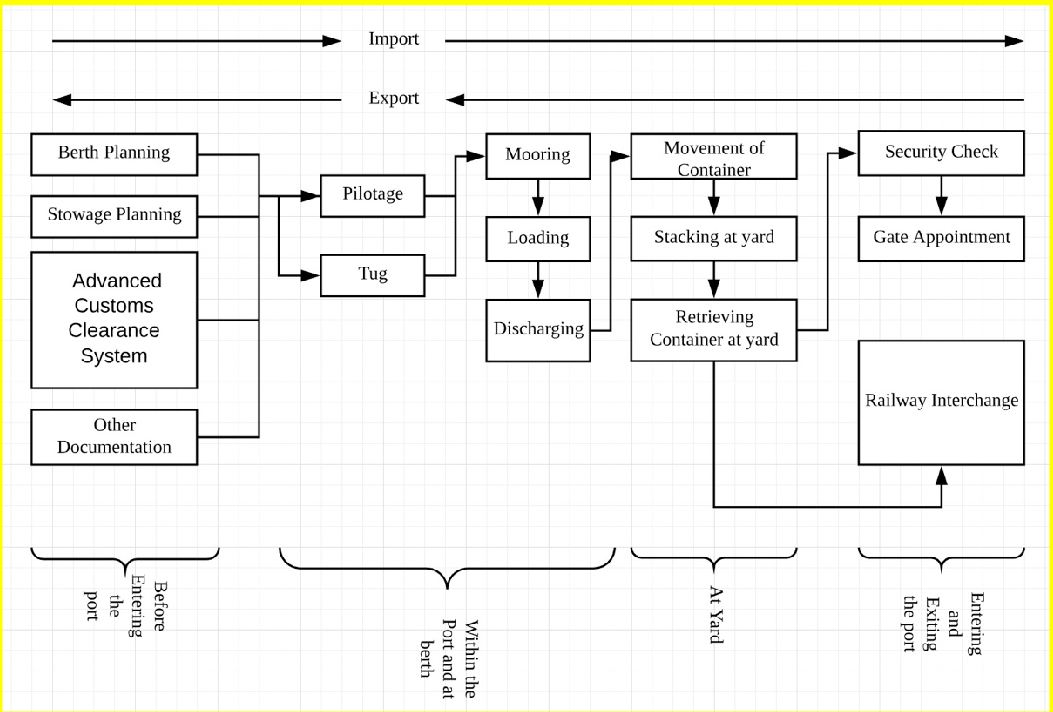 Import
Export
Berth Planning
Stowage Planning
Advanced
Customs
Clearance
System
Other
Documentation
Pilotage
Tug
Mooring
Loading
Discharging
Movement of
Container
Stacking at yard
Retrieving
Container at yard
Security Check
Gate Appointment
Railway Interchange
Before
Entering
the
port
Within the
Port and at
berth
At Yard
Entering
and
Exiting
the port